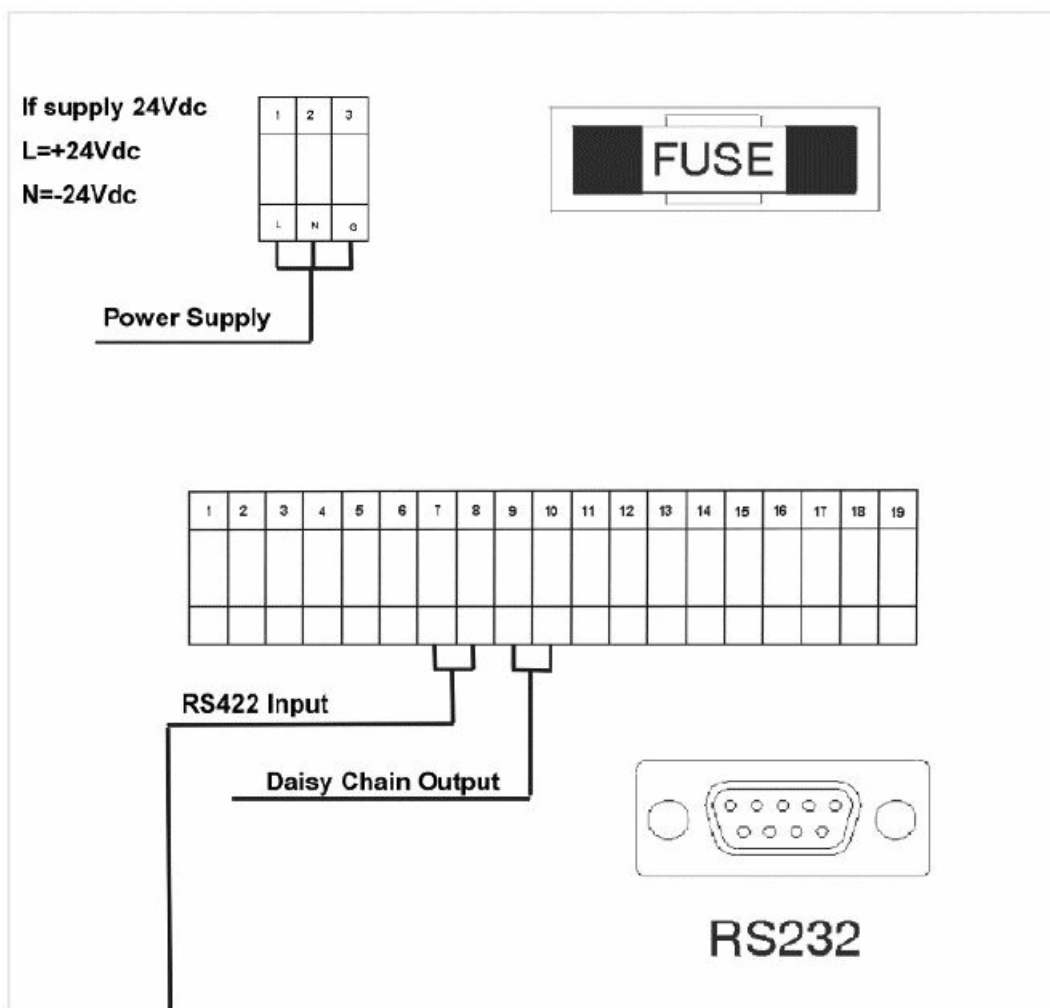 If supply 24Vdc
L=+24Vdc
N=-24Vdc
1 2 3
L N G
FUSE
Power Supply
1 2 3 4 5 6 7 8 9 10 11 12 13 14 15 16 17 18 19
RS422 Input
Daisy Chain Output
RS232